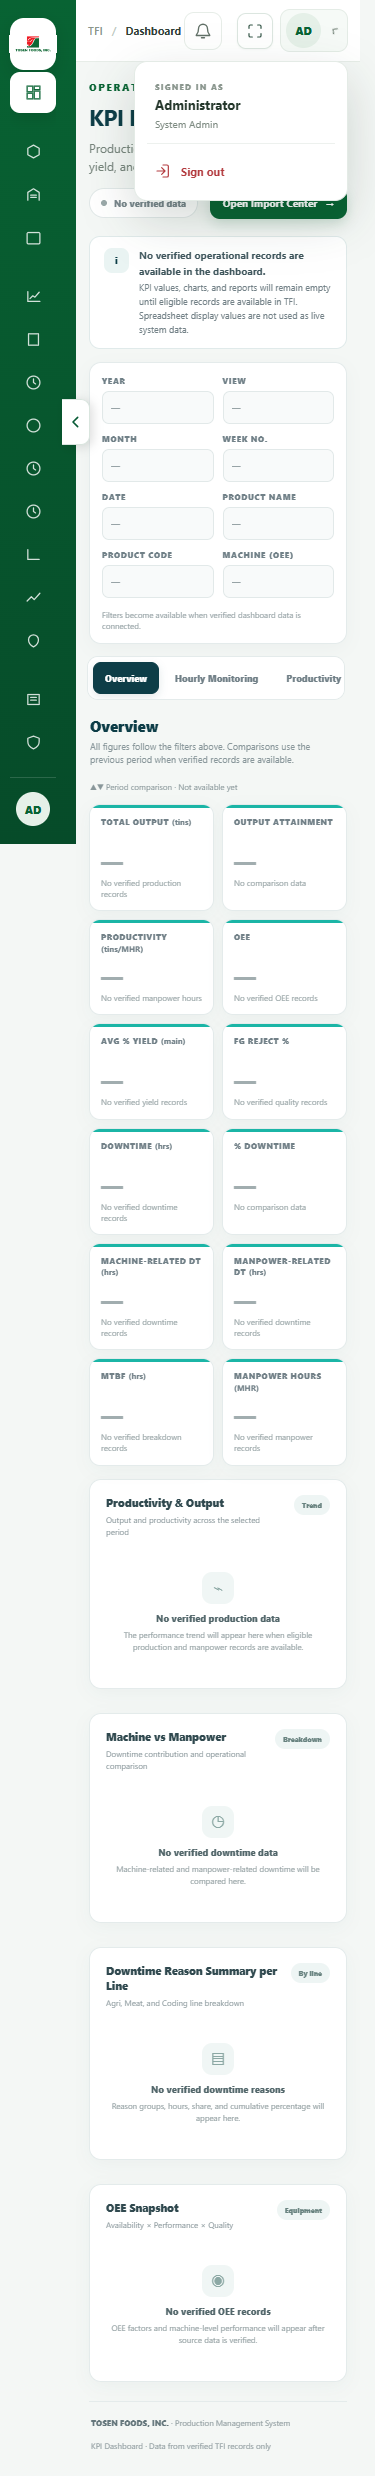 TOSEN FOODS, INC.
TFI / Dashboard
AD
SIGNED IN AS
Administrator
System Admin
Sign out
OPERAT
KPI
Producti
yield, an
No verified data
Open Import Center →
i
No verified operational records are
available in the dashboard.
KPI values, charts, and reports will remain empty
until eligible records are available in TFI.
Spreadsheet display values are not used as live
system data.
YEAR VIEW
— —
MONTH WEEK NO.
— —
DATE PRODUCT NAME
— —
PRODUCT CODE MACHINE (OEE)
— —
Filters become available when verified dashboard data is
connected.
Overview Hourly Monitoring Productivity
Overview
All figures follow the filters above. Comparisons use the
previous period when verified records are available.
▲▼ Period comparison · Not available yet
AD
TOTAL OUTPUT (tins)
—
No verified production
records
OUTPUT ATTAINMENT
—
No comparison data
PRODUCTIVITY
(tins/MHR)
—
No verified manpower hours
OEE
—
No verified OEE records
AVG % YIELD (main)
—
No verified yield records
FG REJECT %
—
No verified quality records
DOWNTIME (hrs)
—
No verified downtime
records
% DOWNTIME
—
No comparison data
MACHINE-RELATED DT
(hrs)
—
No verified downtime
records
MANPOWER-RELATED
DT (hrs)
—
No verified downtime
records
MTBF (hrs)
—
No verified breakdown
records
MANPOWER HOURS
(MHR)
—
No verified manpower
records
Productivity & Output
Trend
Output and productivity across the selected
period
No verified production data
The performance trend will appear here when eligible
production and manpower records are available.
Machine vs Manpower
Breakdown
Downtime contribution and operational
comparison
No verified downtime data
Machine-related and manpower-related downtime will be
compared here.
Downtime Reason Summary per
Line
By line
Agri, Meat, and Coding line breakdown
No verified downtime reasons
Reason groups, hours, share, and cumulative percentage will
appear here.
OEE Snapshot
Equipment
Availability × Performance × Quality
No verified OEE records
OEE factors and machine-level performance will appear after
source data is verified.
TOSEN FOODS, INC. · Production Management System
KPI Dashboard · Data from verified TFI records only